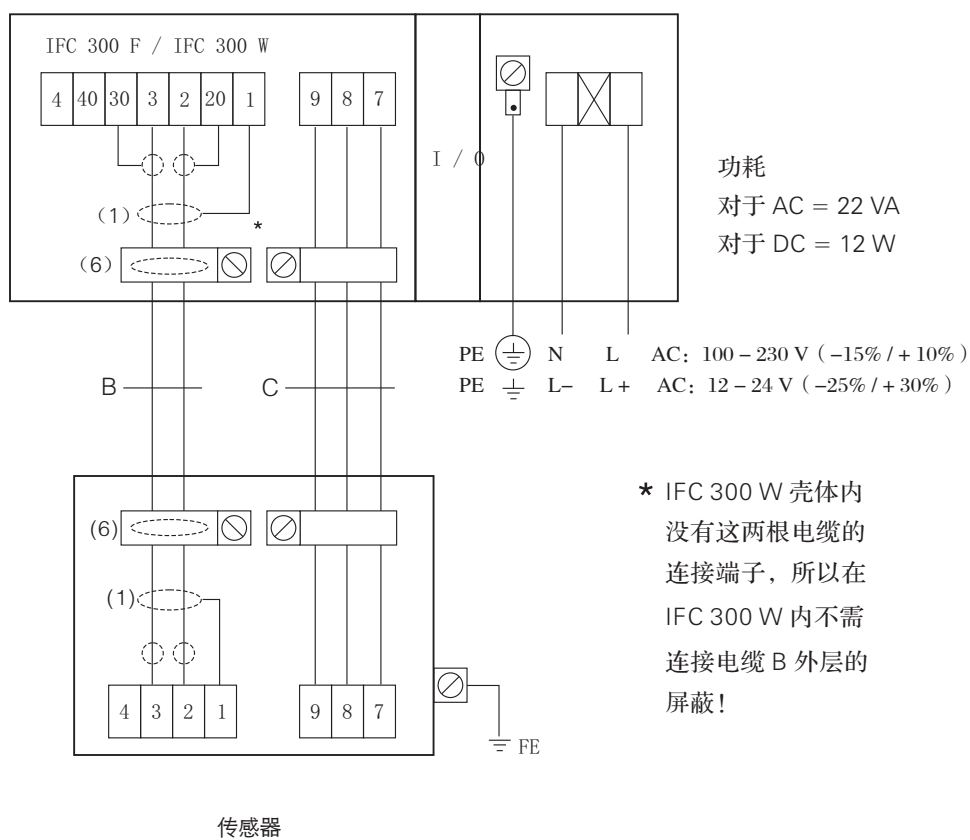 IFC 300 F / IFC 300 W
4 40 30 3 2 20 1 9 8 7
I / O
功耗
对于 AC = 22 VA
对于 DC = 12 W
(1)
*
(6)
PE N L AC: 100 – 230 V (–15% / + 10%)
PE L– L + AC: 12 – 24 V (–25% / + 30%)
B C
* IFC 300 W 壳体内
没有这两根电缆的
连接端子，所以在
IFC 300 W 内不需
连接电缆 B 外层的
屏蔽！
(6)
(1)
4 3 2 1 9 8 7
FE
传感器